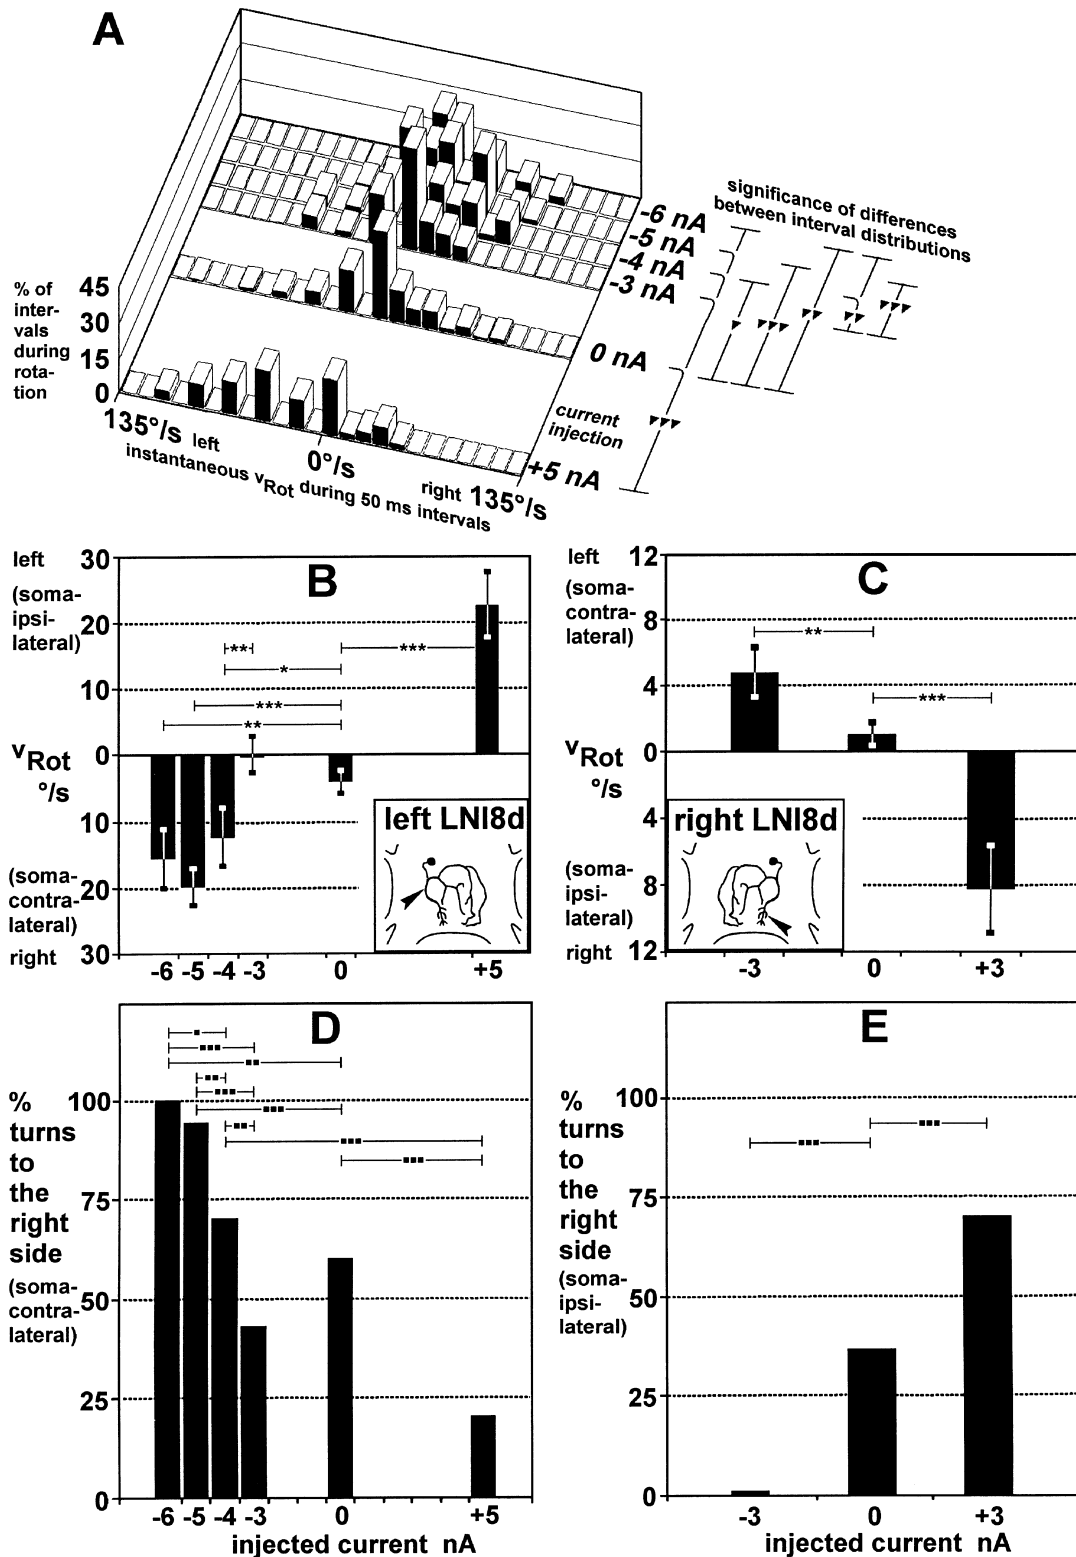 A
significance of differences
between interval distributions
-6 nA
-5 nA
-4 nA
-3 nA
0 nA
+5 nA
current
injection
% of
inter-
vals
during
rota-
tion
45
30
15
0
135°/s left
0°/s
right 135°/s
instantaneous vRot during 50 ms intervals
B
left
(soma-
ipsi-
lateral)
vRot
°/s
(soma-
contra-
lateral)
right
30
20
10
0
10
20
30
**
*
***
***
**
left LNI8d
-6 -5 -4 -3 0 +5
C
left
(soma-
contra-
lateral)
vRot
°/s
(soma-
ipsi-
lateral)
right
12
8
4
0
4
8
12
**
***
right LNI8d
-3 0 +3
D
%
turns
to
the
right
side
(soma-
contra-
lateral)
100
75
50
25
0
-6 -5 -4 -3 0 +5
injected current nA
E
%
turns
to
the
right
side
(soma-
ipsi-
lateral)
100
75
50
25
0
-3 0 +3
injected current nA